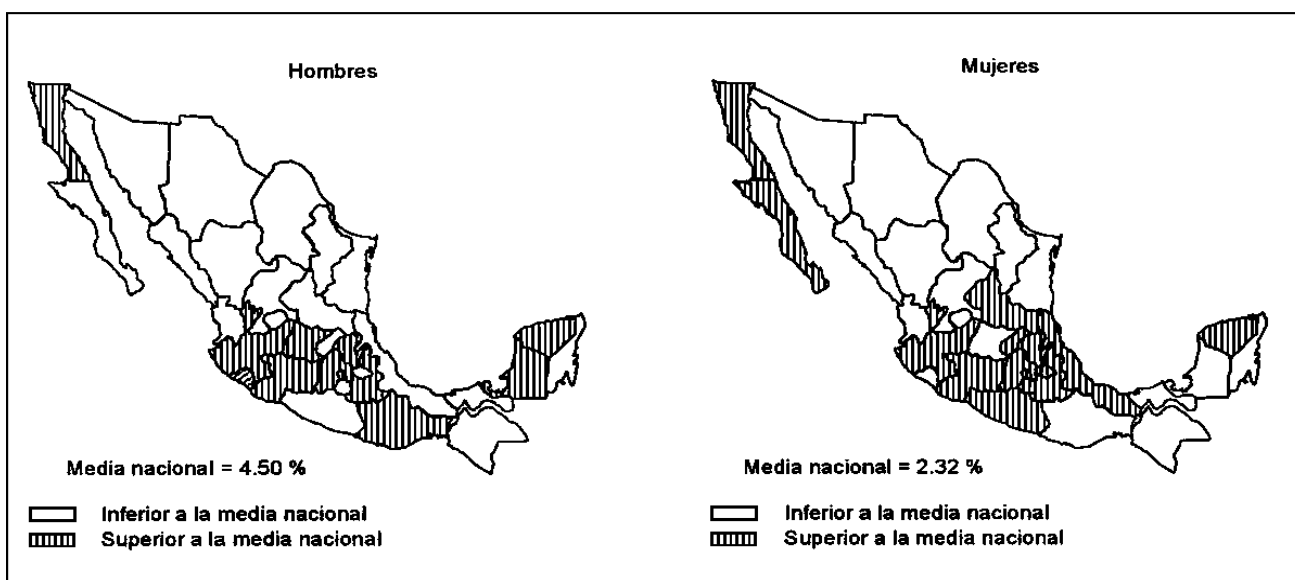 Hombres
Mujeres
Media nacional = 4.50 %
Media nacional = 2.32 %
Inferior a la media nacional
Superior a la media nacional
Inferior a la media nacional
Superior a la media nacional